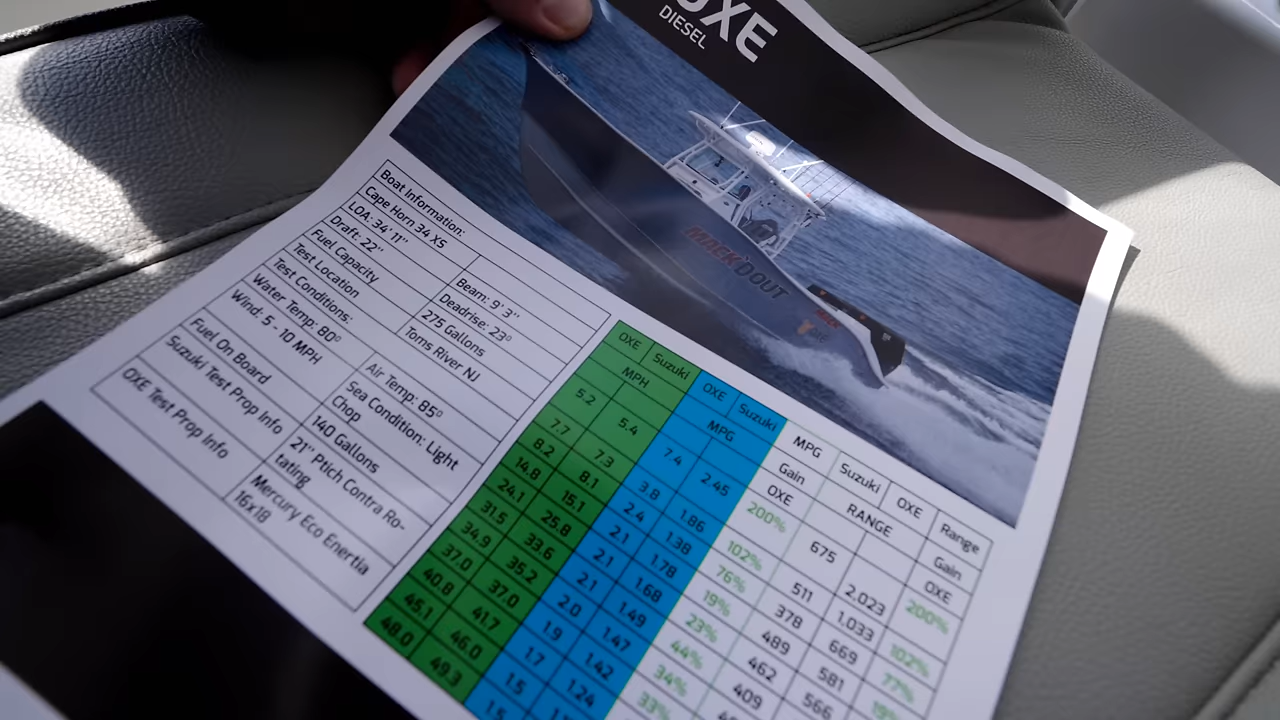 OXE
DIESEL
MACKDOUT
Boat Information:
Cape Horn 34 XS
LOA: 34' 11'' Beam: 9' 3''
Draft: 22'' Deadrise: 23º
Fuel Capacity 275 Gallons
Test Location Toms River NJ
Test Conditions:
Water Temp: 80º Air Temp: 85º
Wind: 5 - 10 MPH Sea Condition: Light
Chop
Fuel On Board 140 Gallons
Suzuki Test Prop Info 21'' Ptich Contra Ro-
tating
OXE Test Prop Info Mercury Eco Enertia
16x18
OXE Suzuki OXE Suzuki MPG Suzuki OXE Range
MPH MPG Gain RANGE Gain
OXE OXE
5.2 5.4 7.4 2.45 200% 675 2,023 200%
7.7 7.3 3.8 1.86 102% 511 1,033 102%
8.2 8.1 2.4 1.38 76% 378 669 77%
14.8 15.1 2.1 1.78 19% 489 581 19%
24.1 25.8 2.1 1.68 23% 462 566
31.5 33.6 2.1 1.49 44% 409
34.9 35.2 2.0 1.47 34%
37.0 37.0 1.9 1.42 33%
40.8 41.7 1.7 1.24
45.1 46.0 1.5
48.0 49.3 1.5